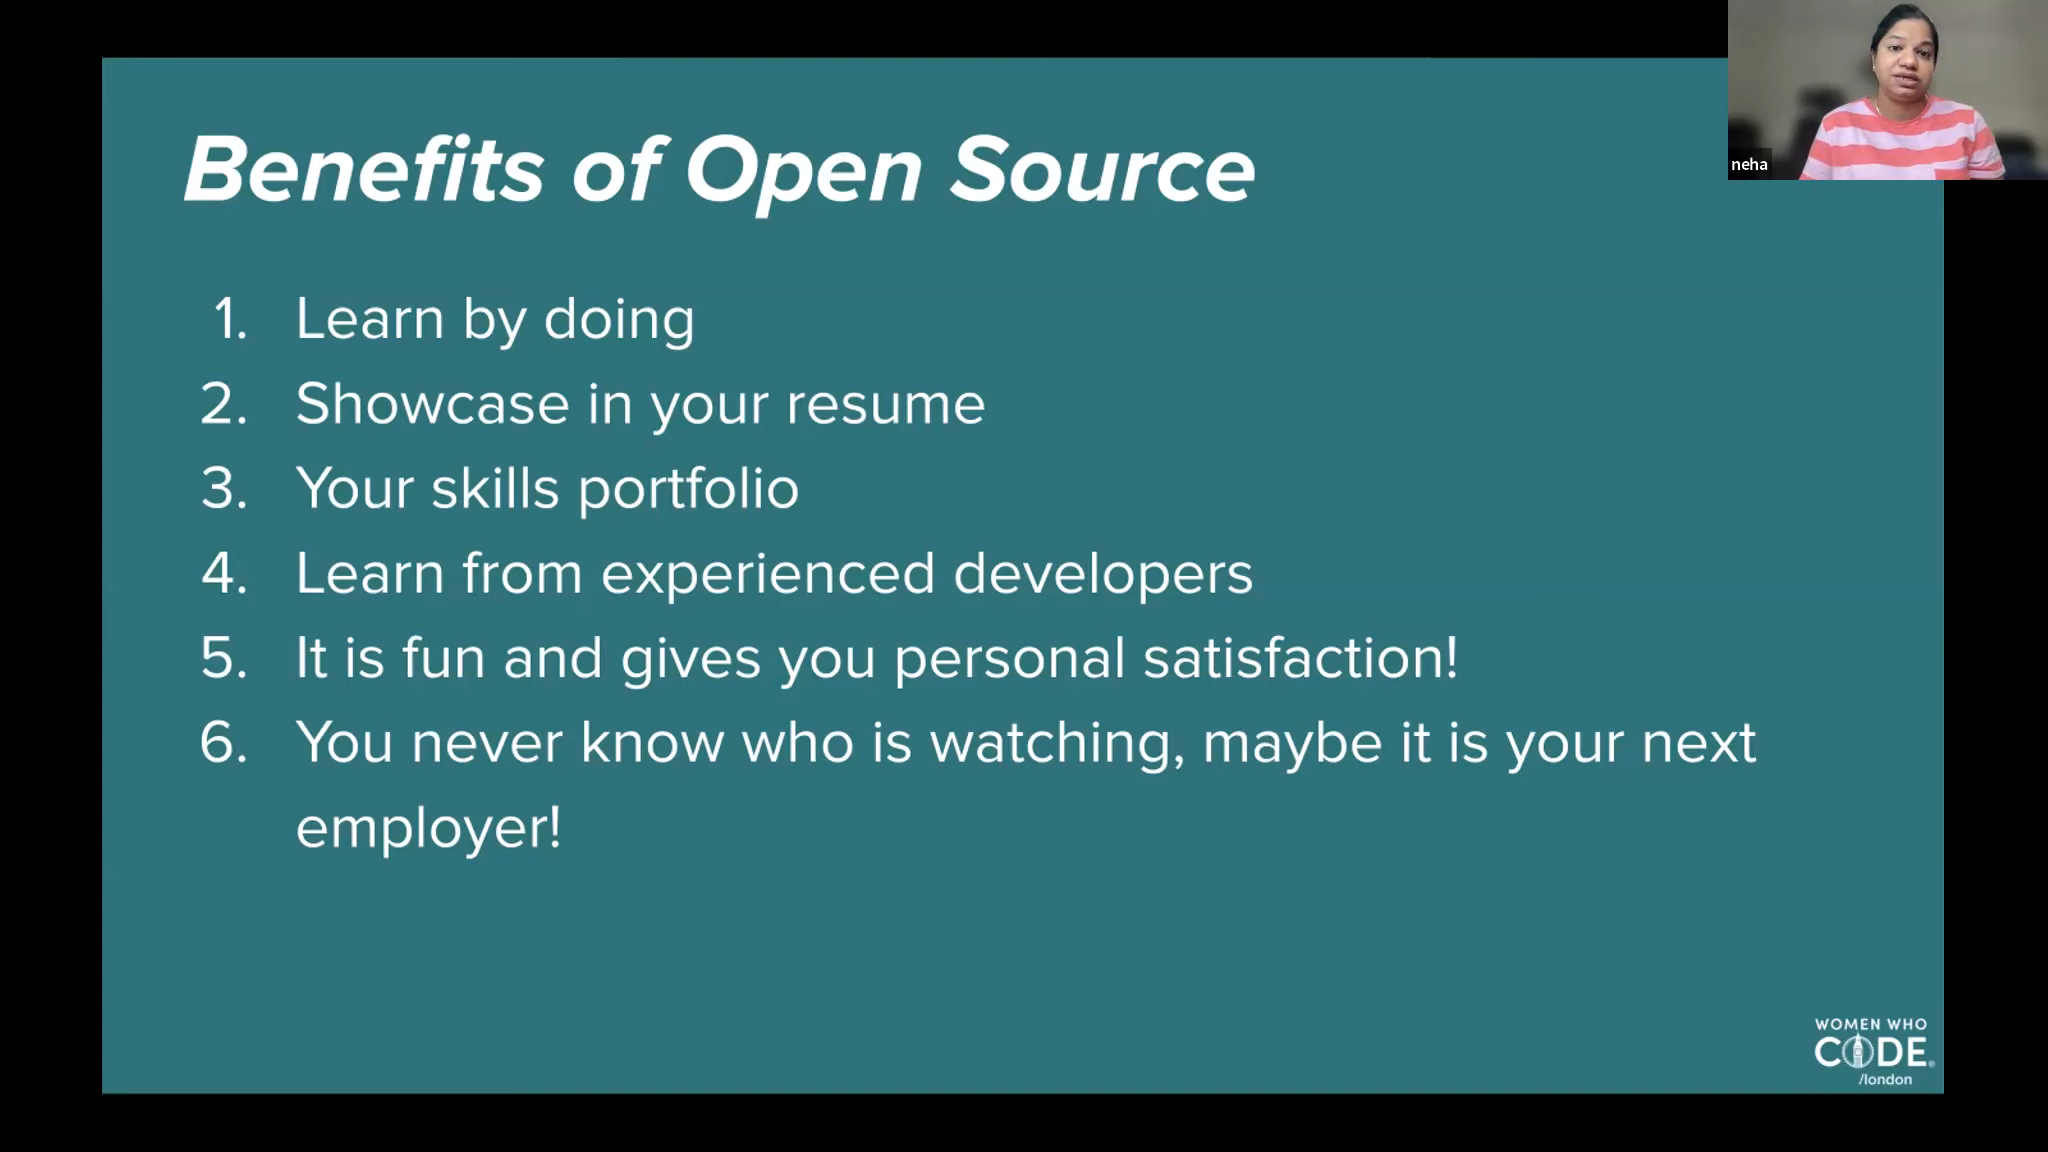 Benefits of Open Source
neha
1. Learn by doing
2. Showcase in your resume
3. Your skills portfolio
4. Learn from experienced developers
5. It is fun and gives you personal satisfaction!
6. You never know who is watching, maybe it is your next
employer!
WOMEN WHO
CODE®
/london